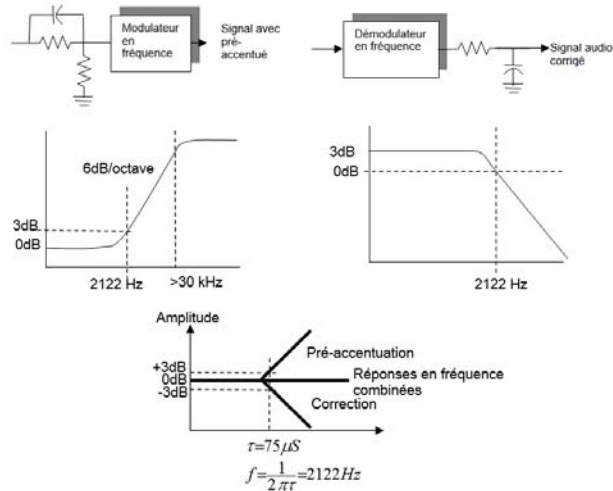 Modulateur
en
fréquence
Signal avec
pré-
accentué
Démodulateur
en fréquence
Signal audio
corrigé
6dB/octave
3dB
0dB
2122 Hz
>30 kHz
3dB
0dB
2122 Hz
Amplitude
Pré-accentuation
+3dB
0dB
-3dB
Réponses en fréquence
combinées
Correction
τ=75μS
f=1/2πτ=2122Hz